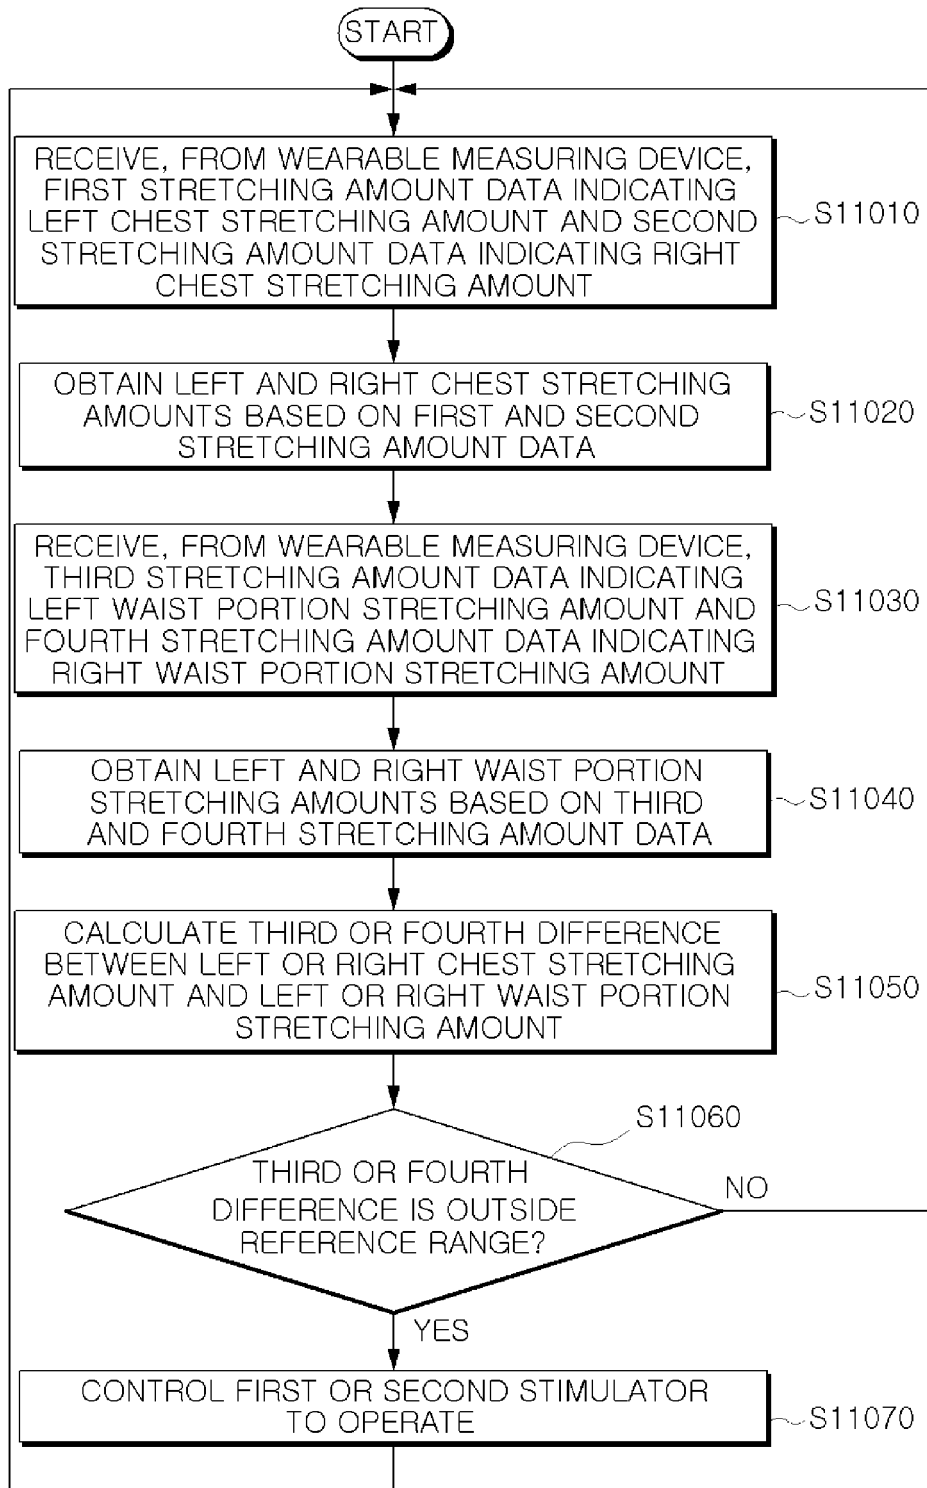 START
RECEIVE, FROM WEARABLE MEASURING DEVICE,
FIRST STRETCHING AMOUNT DATA INDICATING
LEFT CHEST STRETCHING AMOUNT AND SECOND
STRETCHING AMOUNT DATA INDICATING RIGHT
CHEST STRETCHING AMOUNT
S11010
OBTAIN LEFT AND RIGHT CHEST STRETCHING
AMOUNTS BASED ON FIRST AND SECOND
STRETCHING AMOUNT DATA
S11020
RECEIVE, FROM WEARABLE MEASURING DEVICE,
THIRD STRETCHING AMOUNT DATA INDICATING
LEFT WAIST PORTION STRETCHING AMOUNT AND
FOURTH STRETCHING AMOUNT DATA INDICATING
RIGHT WAIST PORTION STRETCHING AMOUNT
S11030
OBTAIN LEFT AND RIGHT WAIST PORTION
STRETCHING AMOUNTS BASED ON THIRD
AND FOURTH STRETCHING AMOUNT DATA
S11040
CALCULATE THIRD OR FOURTH DIFFERENCE
BETWEEN LEFT OR RIGHT CHEST STRETCHING
AMOUNT AND LEFT OR RIGHT WAIST PORTION
STRETCHING AMOUNT
S11050
S11060
THIRD OR FOURTH
DIFFERENCE IS OUTSIDE
REFERENCE RANGE?
NO
YES
CONTROL FIRST OR SECOND STIMULATOR
TO OPERATE
S11070